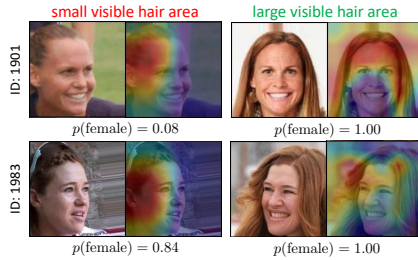 small visible hair area
large visible hair area
ID: 1901
p(female) = 0.08
p(female) = 1.00
ID: 1983
p(female) = 0.84
p(female) = 1.00